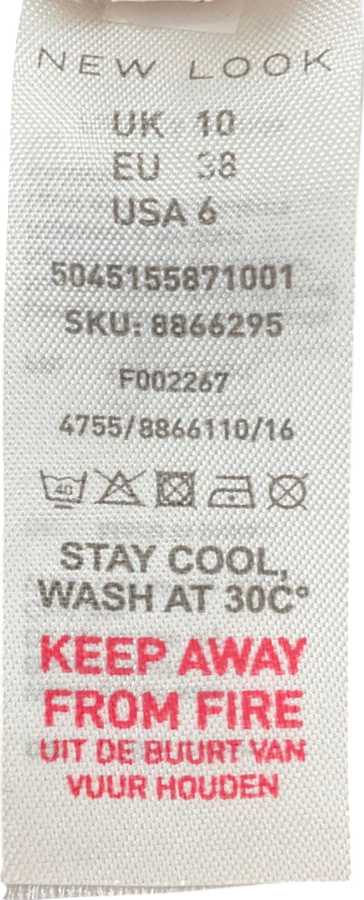 NEW LOOK
UK 10
EU 38
USA 6
5045155871001
SKU: 8866295
F002267
4755/8866110/16
40
STAY COOL,
WASH AT 30C°
KEEP AWAY
FROM FIRE
UIT DE BUURT VAN
VUUR HOUDEN